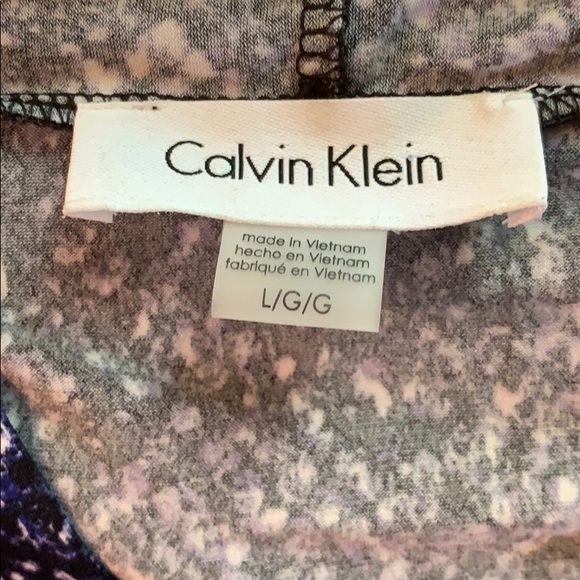 Calvin Klein
made in Vietnam
hecho en Vietnam
fabriqué en Vietnam
L/G/G